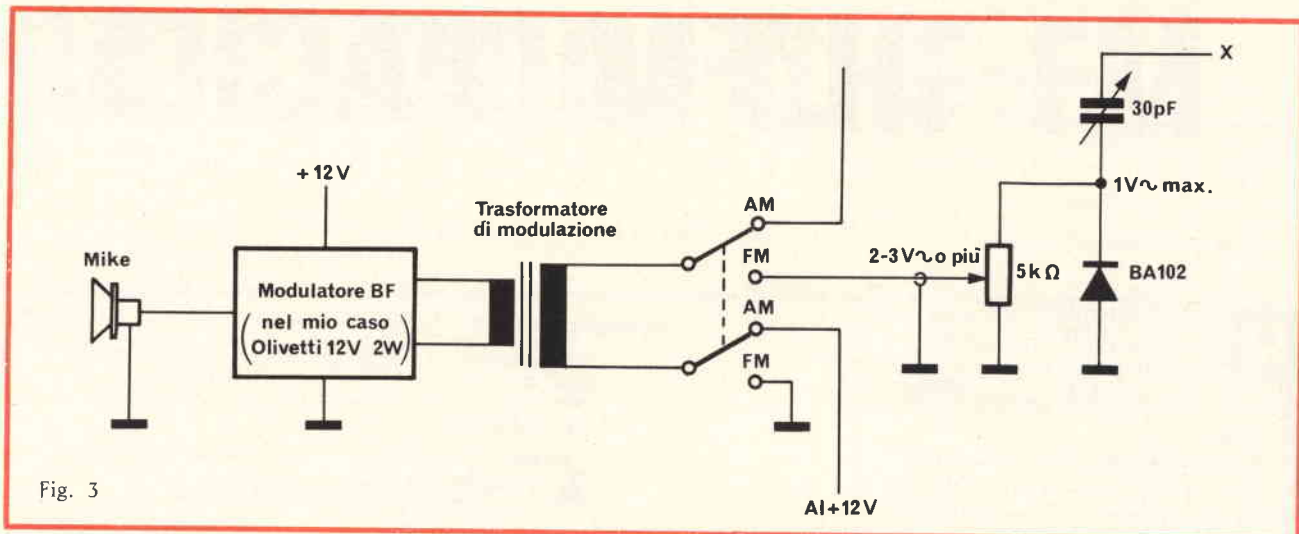 X
30pF
+12V
AM
1V~ max.
Trasformatore
di modulazione
FM
2-3V~o più
Mike
5kΩ
BA102
Modulatore BF
(nel mio caso
Olivetti 12V 2W)
AM
FM
Al+12V
Fig. 3